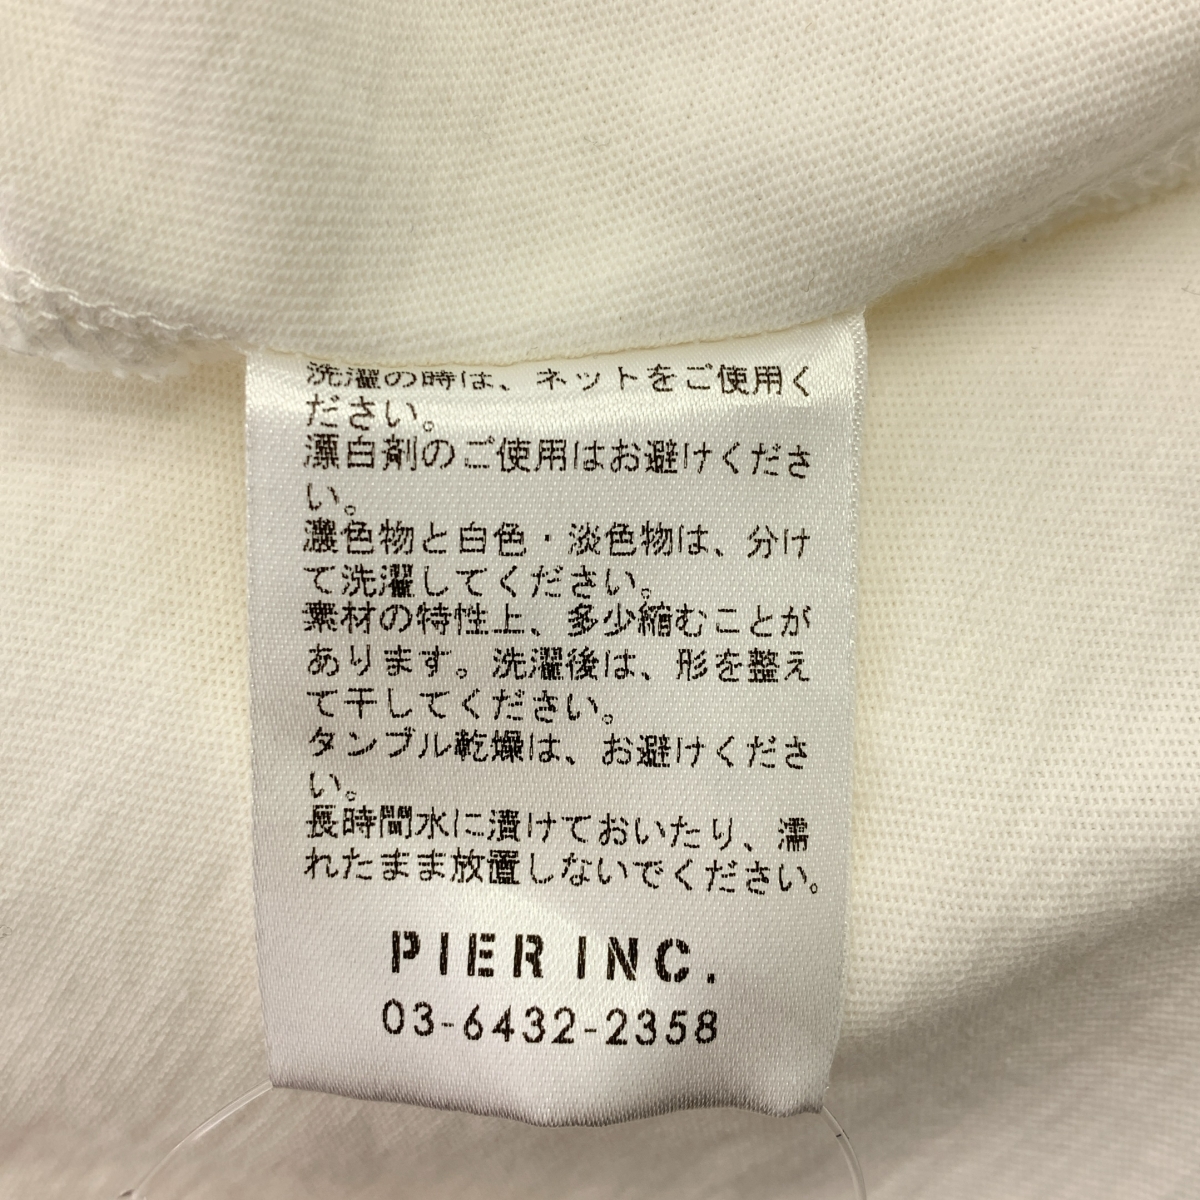 洗濯の時は、ネットをご使用く
ださい。
漂白剤のご使用はお避けくださ
い。
濃色物と白色・淡色物は、分け
て洗濯してください。
素材の特性上、多少縮むことが
あります。洗濯後は、形を整え
て干してください。
タンブル乾燥は、お避けくださ
い。
長時間水に漬けておいたり、濡
れたまま放置しないでください。
PIER INC.
03-6432-2358